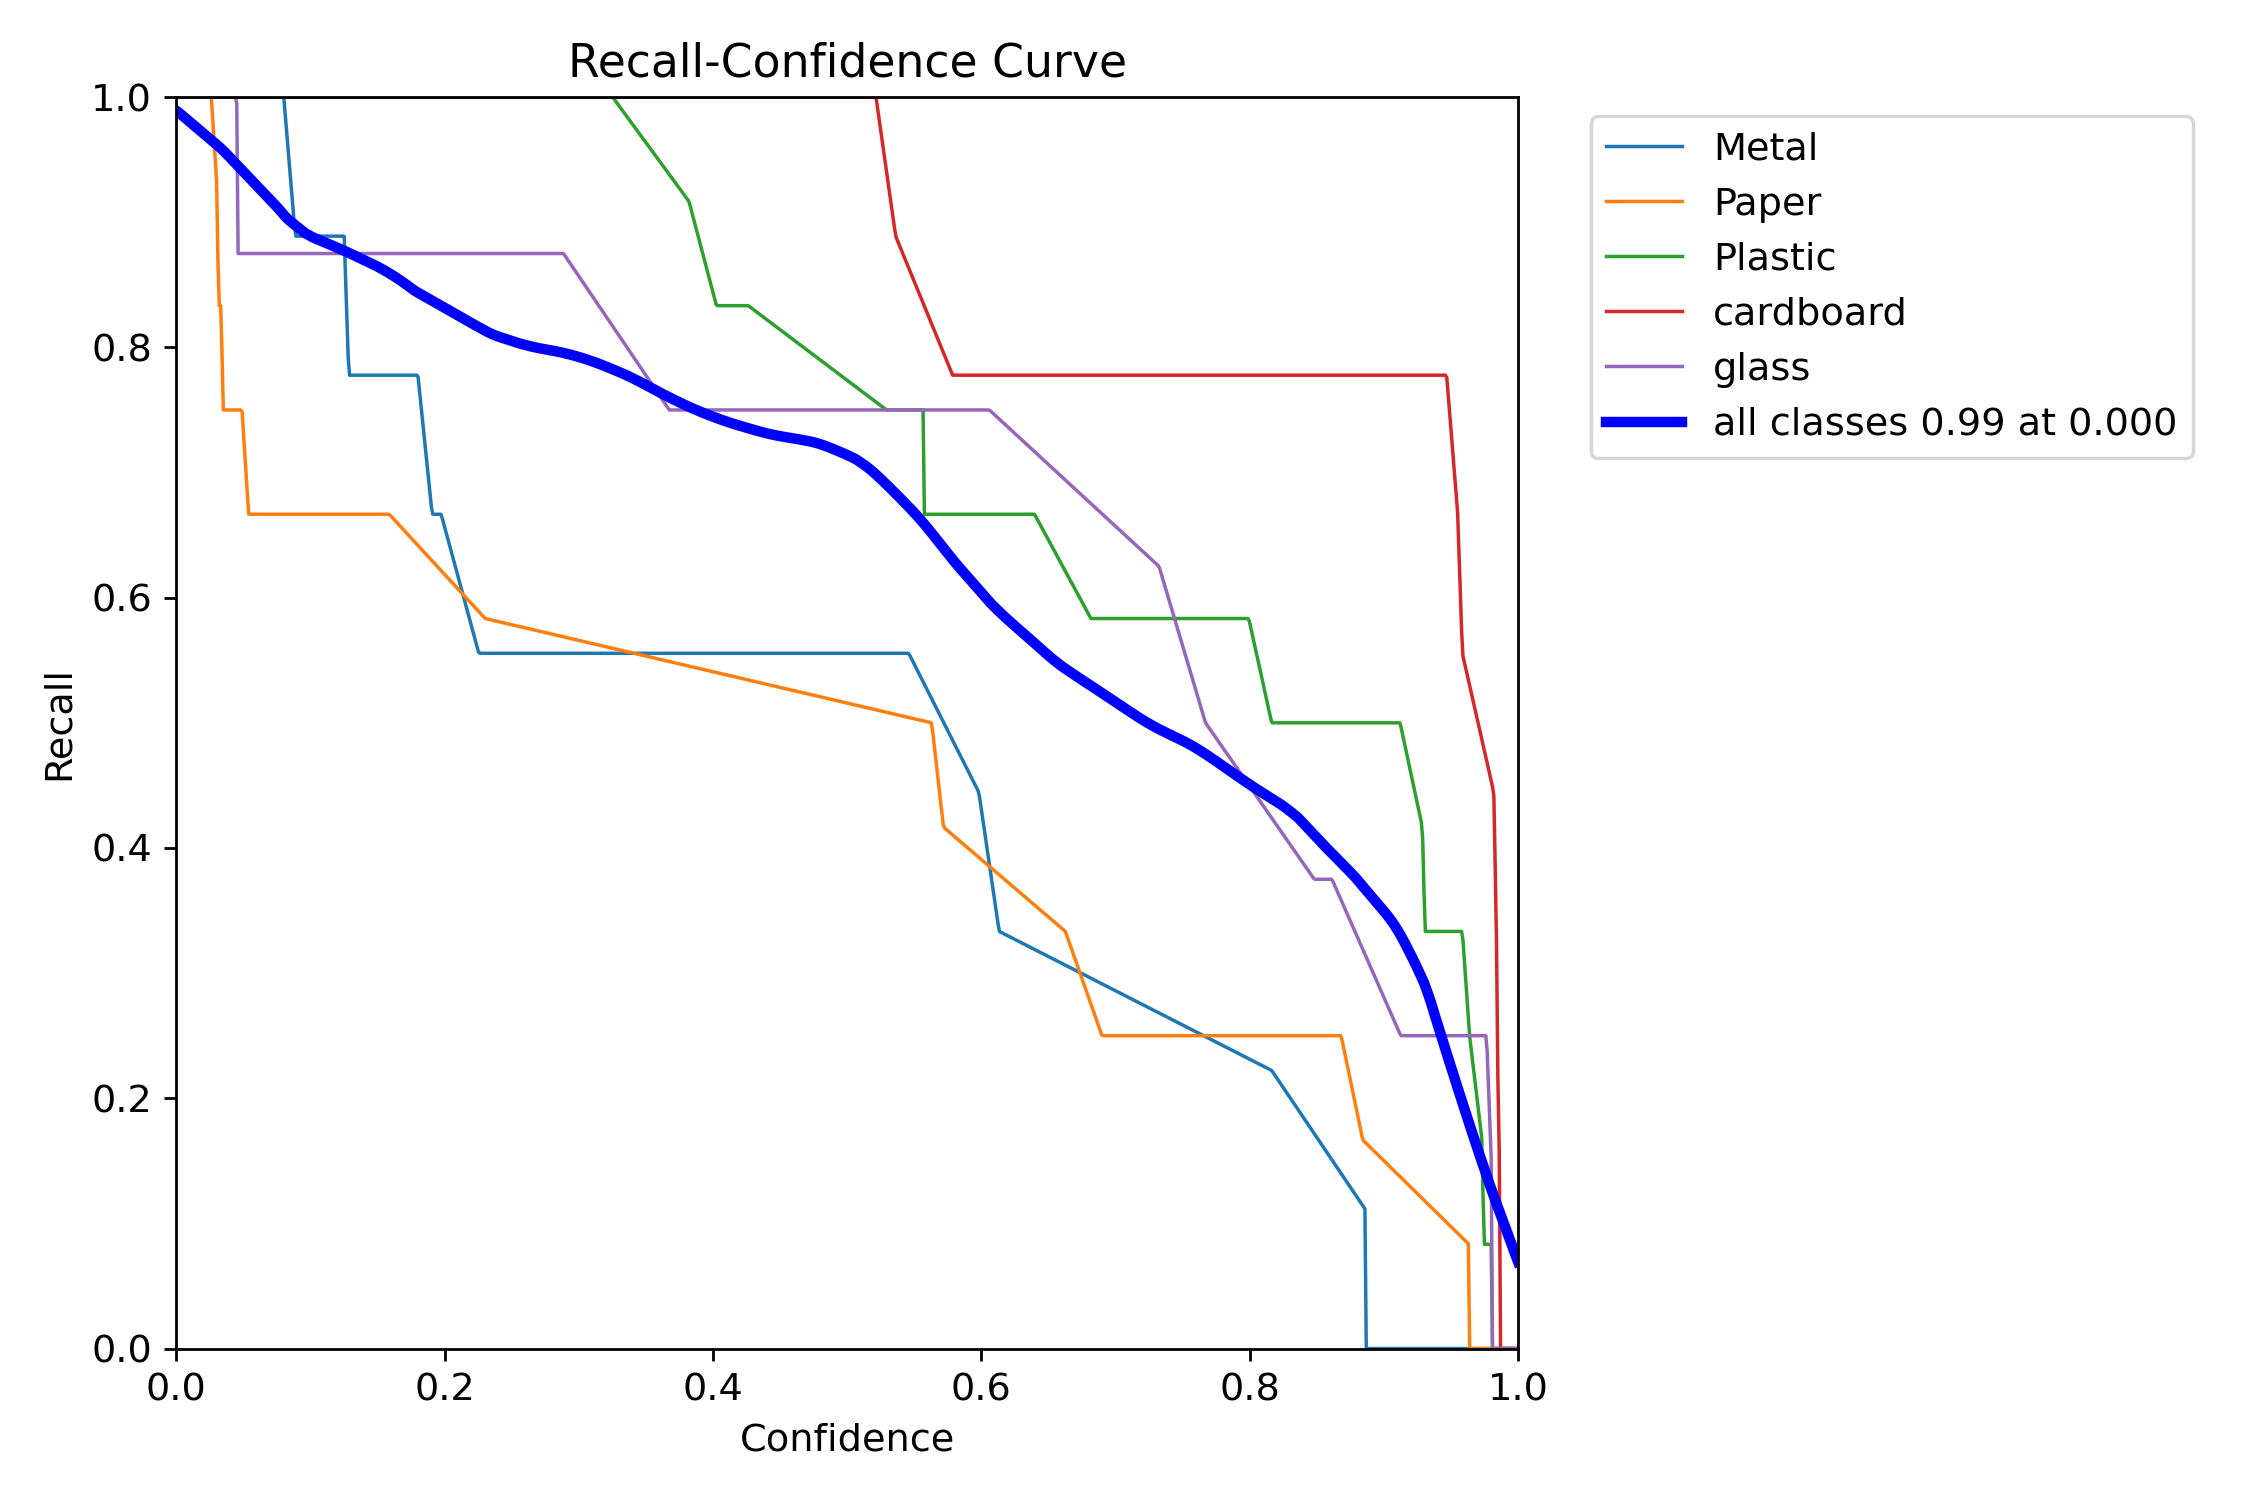 Recall-Confidence Curve
1.0
0.8
0.6
0.4
0.2
0.0
Recall
0.0 0.2 0.4 0.6 0.8 1.0
Confidence
Metal
Paper
Plastic
cardboard
glass
all classes 0.99 at 0.000